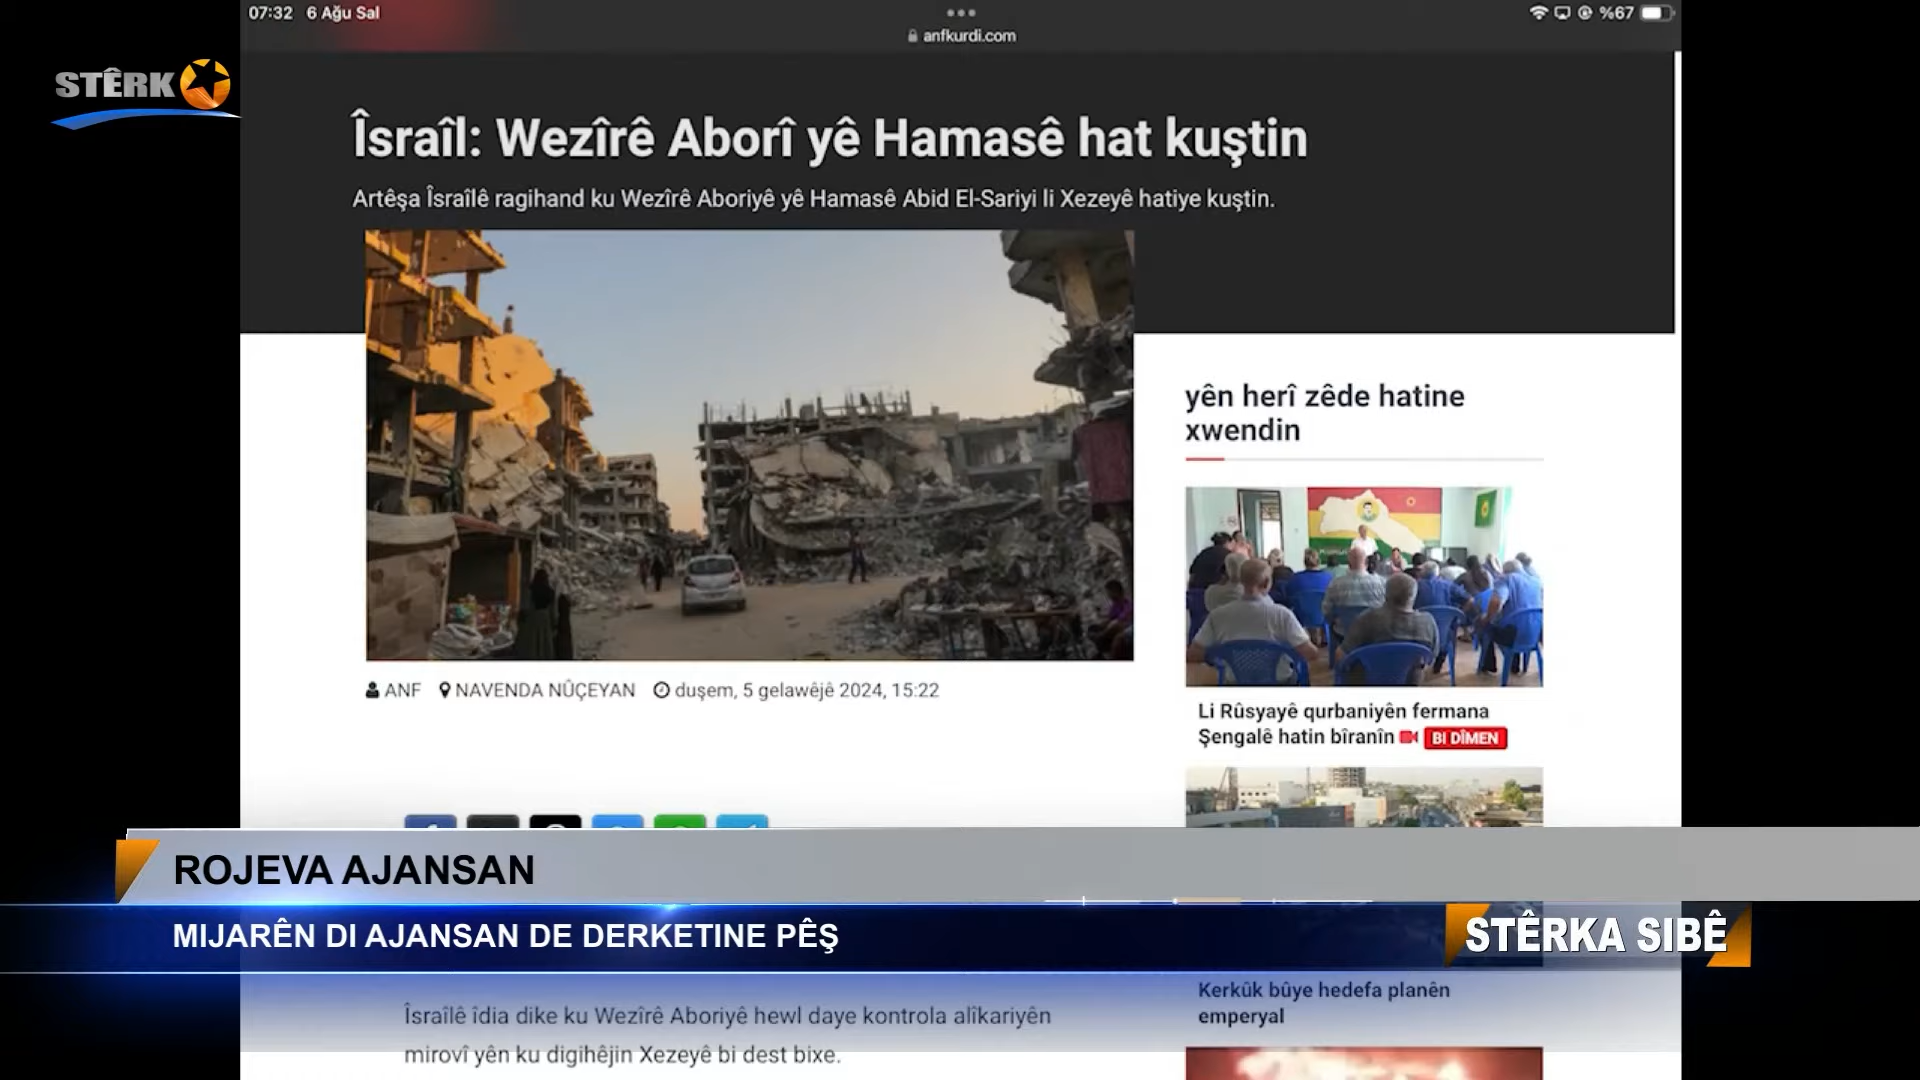 07:32 6 Ağu Sal
%67
anfkurdi.com
STÊRK
Îsraîl: Wezîrê Aborî yê Hamasê hat kuştin
Artêşa Îsraîlê ragihand ku Wezîrê Aboriyê yê Hamasê Abid El-Sariyi li Xezeyê hatiye kuştin.
ANF NAVENDA NÛÇEYAN duşem, 5 gelawêjê 2024, 15:22
yên herî zêde hatine
xwendin
Li Rûsyayê qurbaniyên fermana
Şengalê hatin bîranîn BI DÎMEN
ROJEVA AJANSAN
MIJARÊN DI AJANSAN DE DERKETINE PÊŞ
STÊRKA SIBÊ
Kerkûk bûye hedefa planên
emperyal
Îsraîlê îdia dike ku Wezîrê Aboriyê hewl daye kontrola alîkariyên
mirovî yên ku digihêjin Xezeyê bi dest bixe.